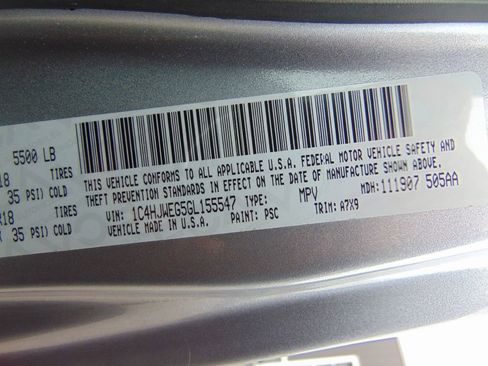 5500 LB
18 TIRES
35 PSI) COLD
X18 TIRES
35 PSI) COLD
THIS VEHICLE CONFORMS TO ALL APPLICABLE U.S.A. FEDERAL MOTOR VEHICLE SAFETY AND
THEFT PREVENTION STANDARDS IN EFFECT ON THE DATE OF MANUFACTURE SHOWN ABOVE.
VIN: 1C4HJWEG5GL155547 TYPE: MPV MDH: 111907 505AA
VEHICLE MADE IN U.S.A. PAINT: PSC TRIM: A7X9